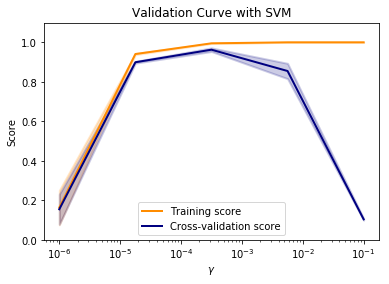 Validation Curve with SVM
Score
1.0
0.8
0.6
0.4
0.2
0.0
Training score
Cross-validation score
10⁻⁶ 10⁻⁵ 10⁻⁴ 10⁻³ 10⁻² 10⁻¹
γ